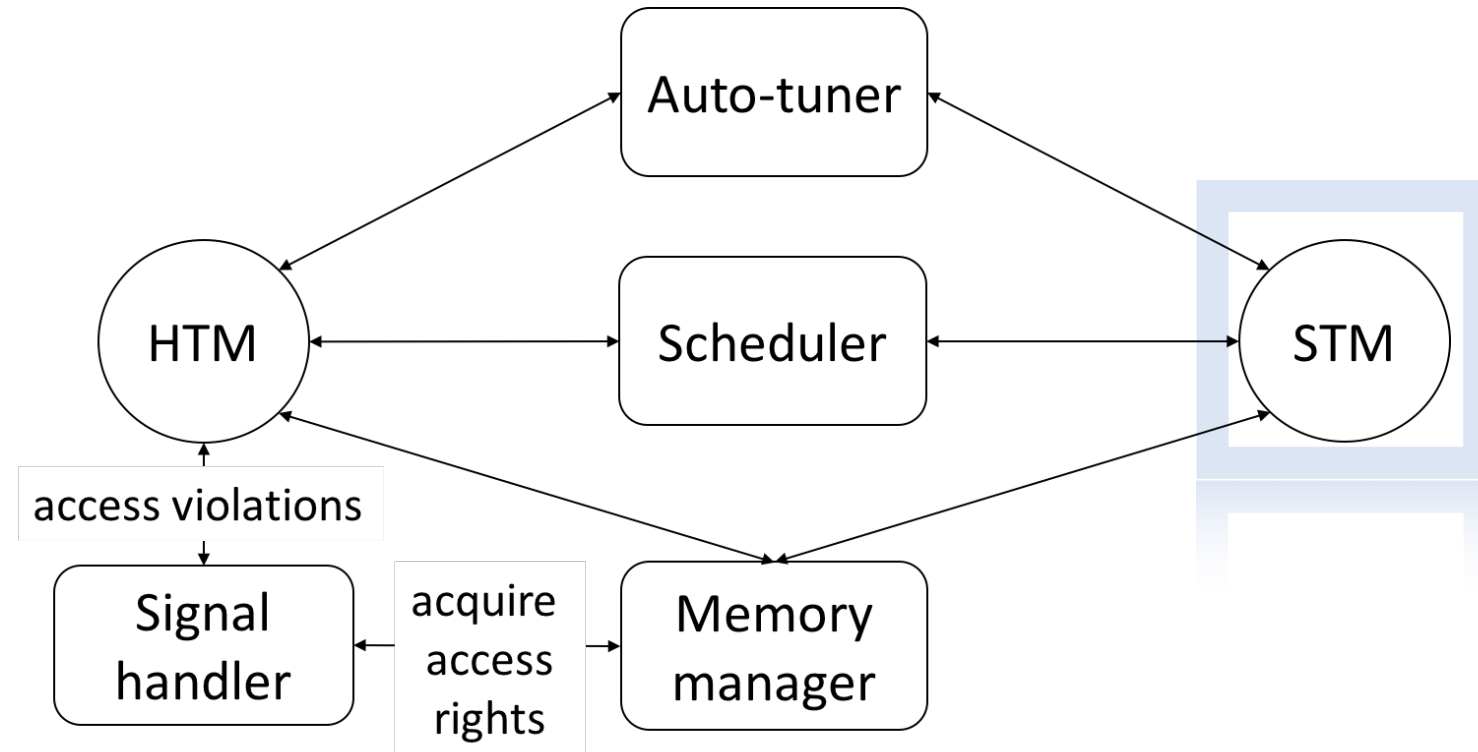 Auto-tuner
HTM
Scheduler
STM
access violations
Signal
handler
acquire
access
rights
Memory
manager